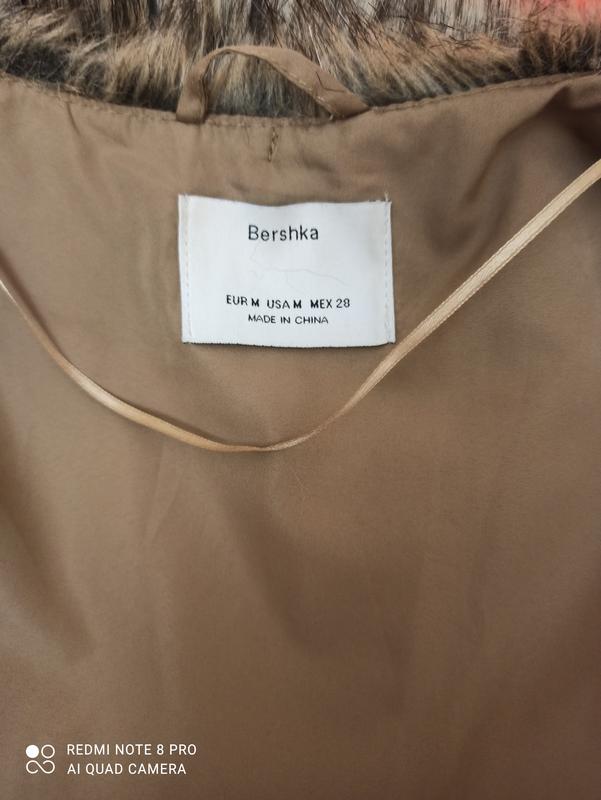 Bershka
EUR M USA M MEX 28
MADE IN CHINA
REDMI NOTE 8 PRO
AI QUAD CAMERA